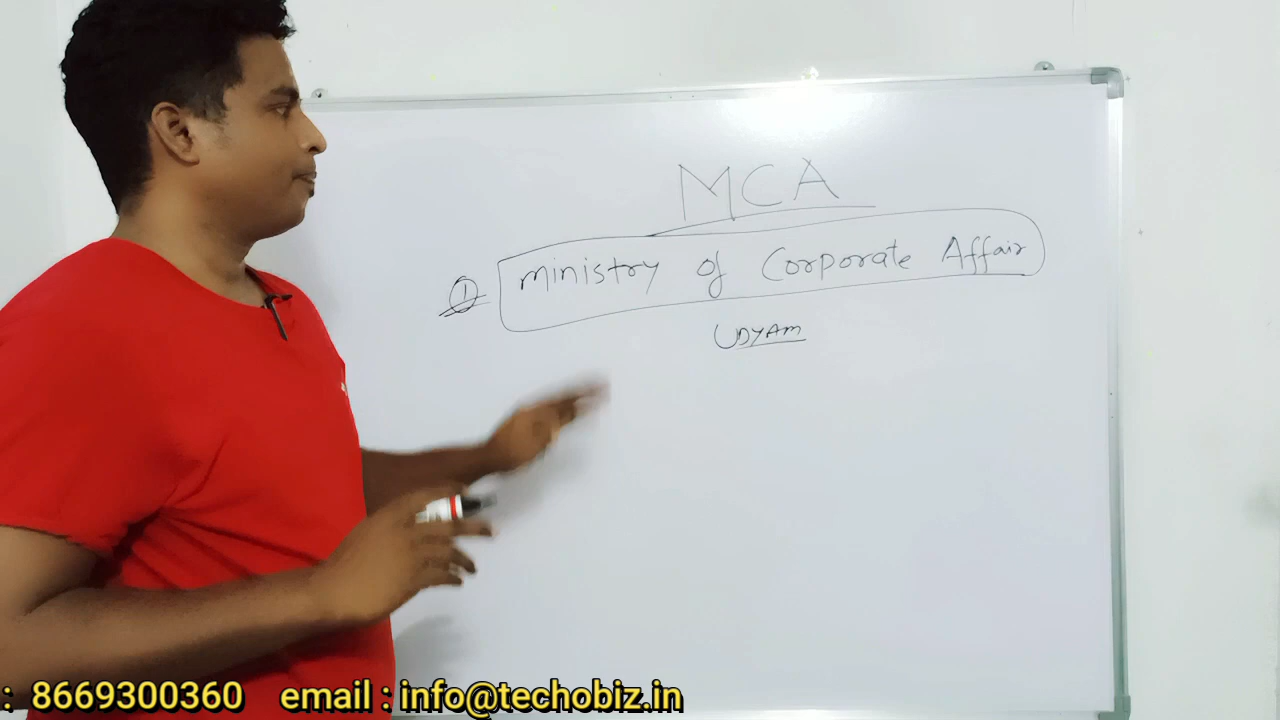 MCA
① ministry of Corporate Affair
UDYAM
: 8669300360 email : info@techobiz.in